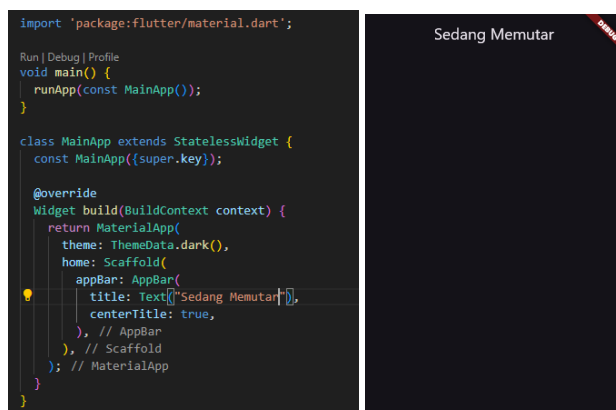 import 'package:flutter/material.dart';
Run | Debug | Profile
void main() {
  runApp(const MainApp());
}
class MainApp extends StatelessWidget {
  const MainApp({super.key});
  @override
  Widget build(BuildContext context) {
    return MaterialApp(
      theme: ThemeData.dark(),
      home: Scaffold(
        appBar: AppBar(
          title: Text("Sedang Memutar"),
          centerTitle: true,
        ), // AppBar
      ), // Scaffold
    ); // MaterialApp
  }
}
Sedang Memutar
DEBUG